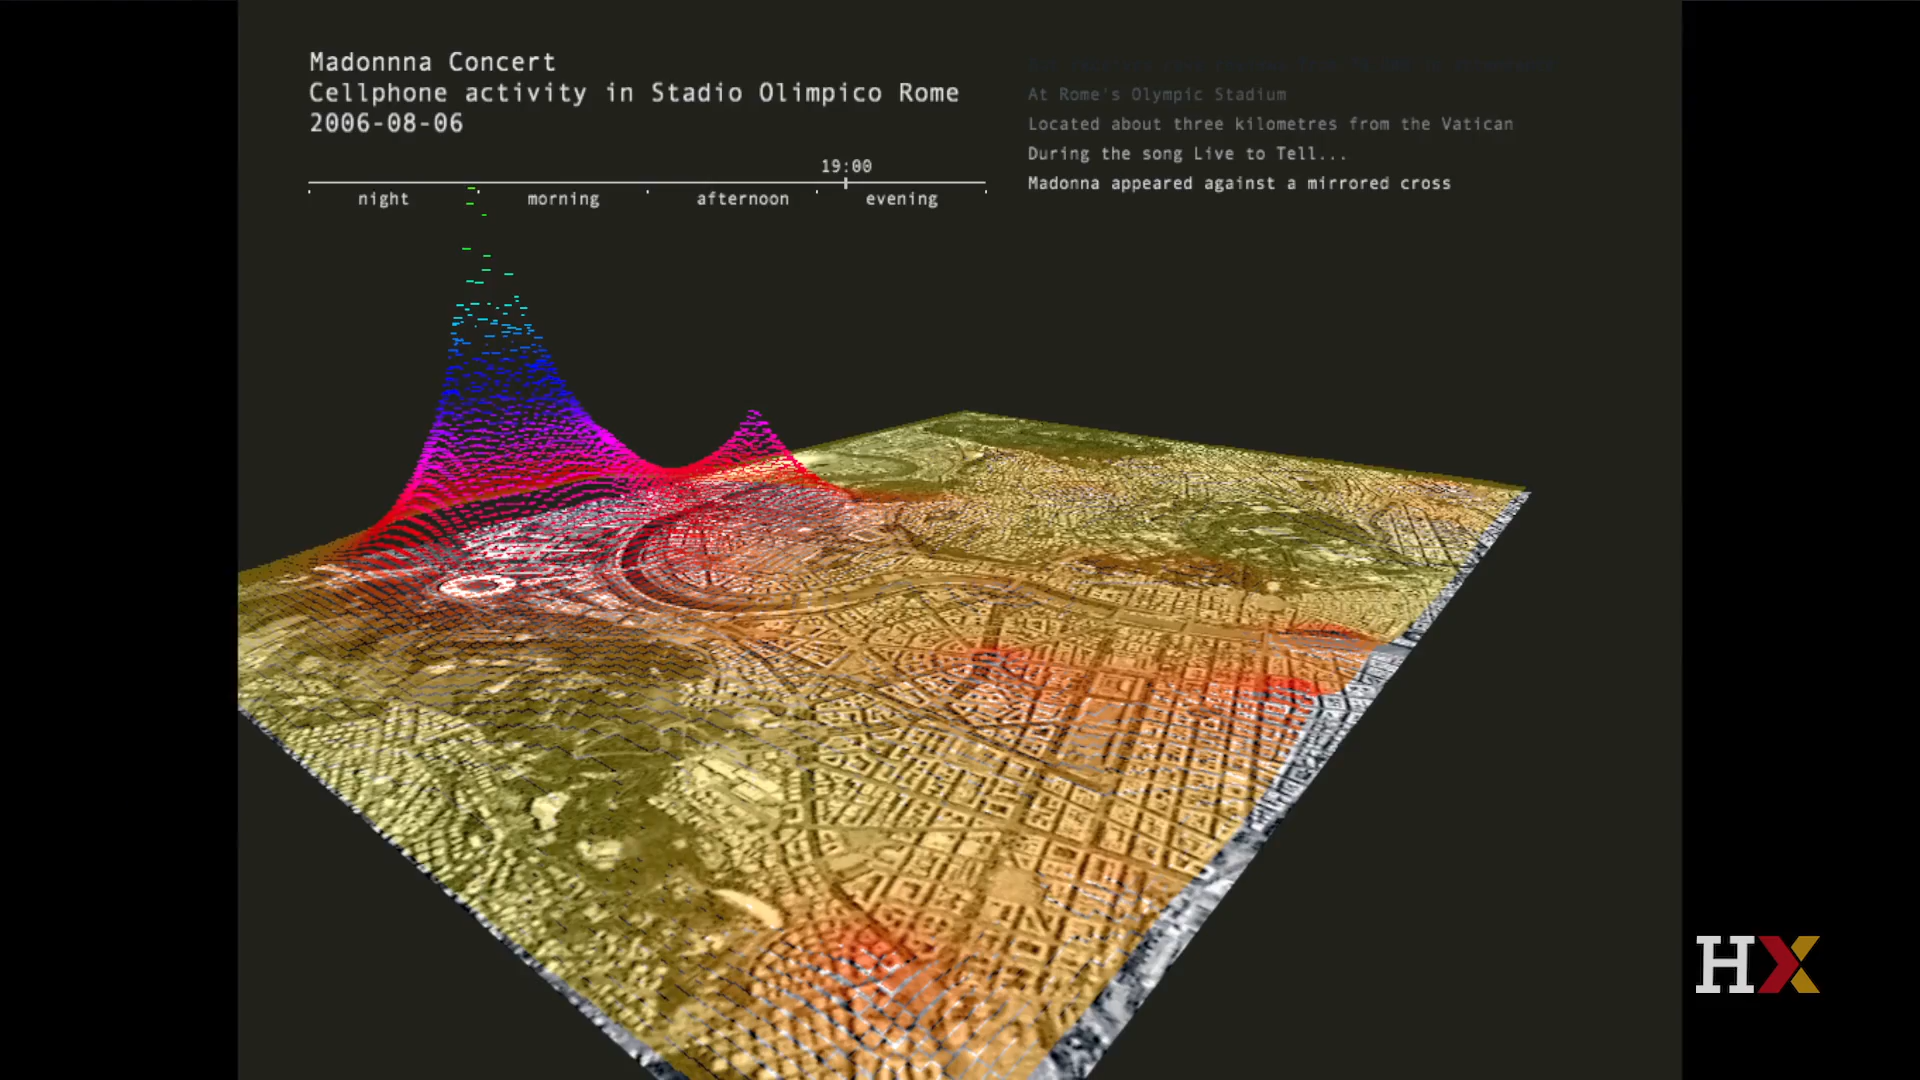 Madonnna Concert
Cellphone activity in Stadio Olimpico Rome
2006-08-06
19:00
night morning afternoon evening
At Rome's Olympic Stadium
Located about three kilometres from the Vatican
During the song Live to Tell...
Madonna appeared against a mirrored cross
HX